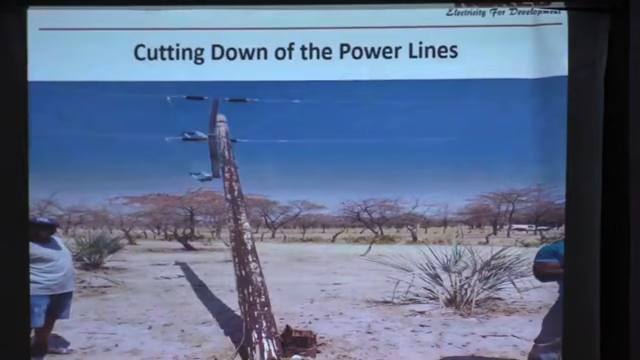 Electricity For Development
Cutting Down of the Power Lines